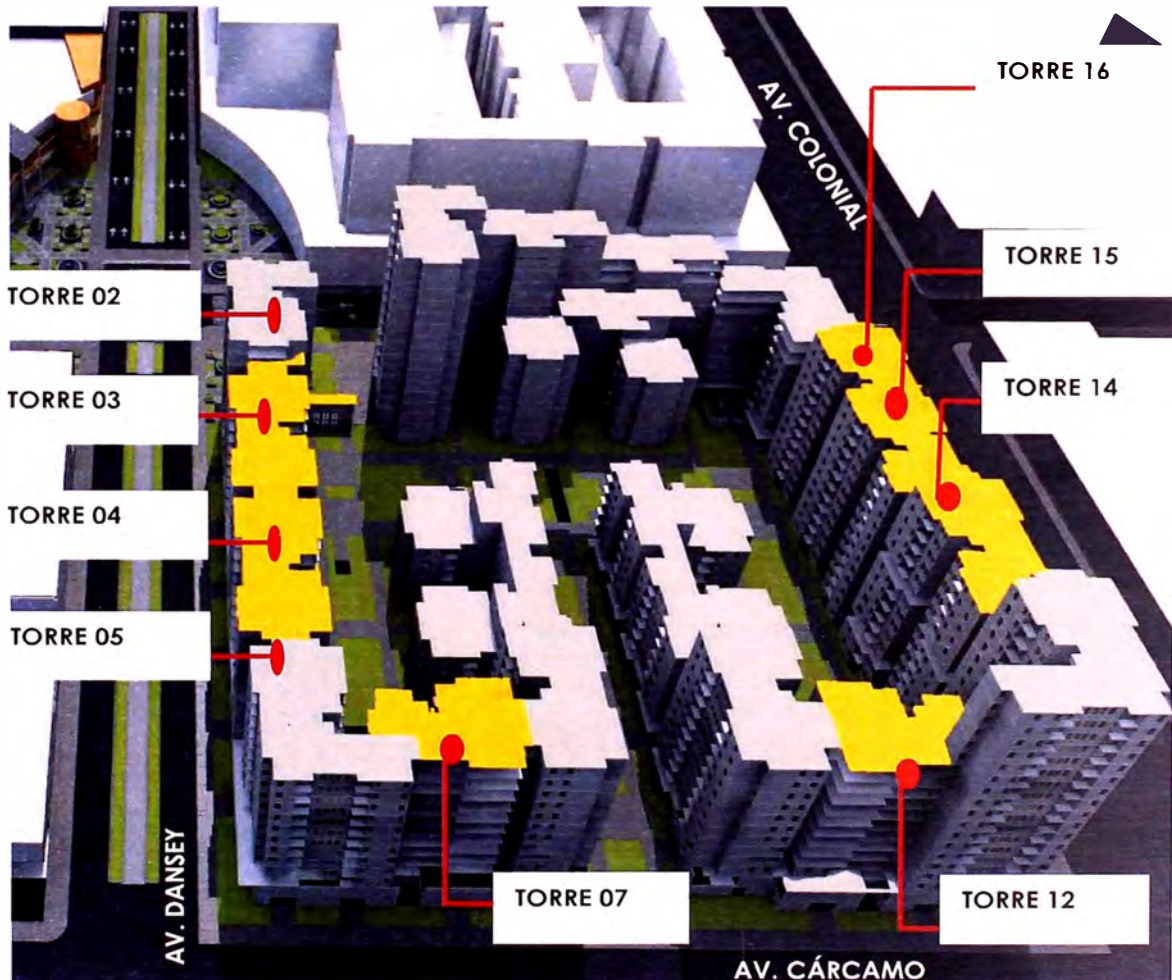 TORRE 16
AV. COLONIAL
TORRE 15
TORRE 02
TORRE 14
TORRE 03
TORRE 04
TORRE 05
AV. DANSEY
TORRE 07
TORRE 12
AV. CÁRCAMO